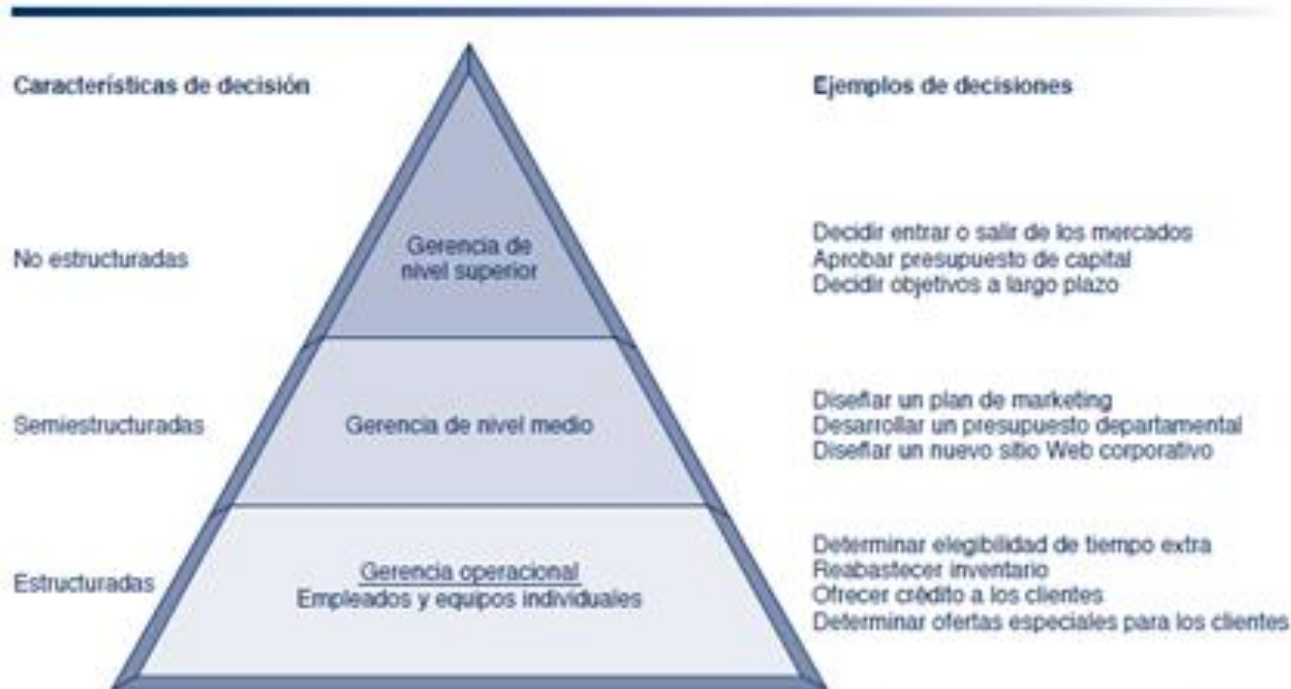 Características de decisión
Ejemplos de decisiones
No estructuradas
Gerencia de
nivel superior
Decidir entrar o salir de los mercados
Aprobar presupuesto de capital
Decidir objetivos a largo plazo
Semiestructuradas
Gerencia de nivel medio
Diseñar un plan de marketing
Desarrollar un presupuesto departamental
Diseñar un nuevo sitio Web corporativo
Estructuradas
Gerencia operacional
Empleados y equipos individuales
Determinar elegibilidad de tiempo extra
Reabastecer inventario
Ofrecer crédito a los clientes
Determinar ofertas especiales para los clientes